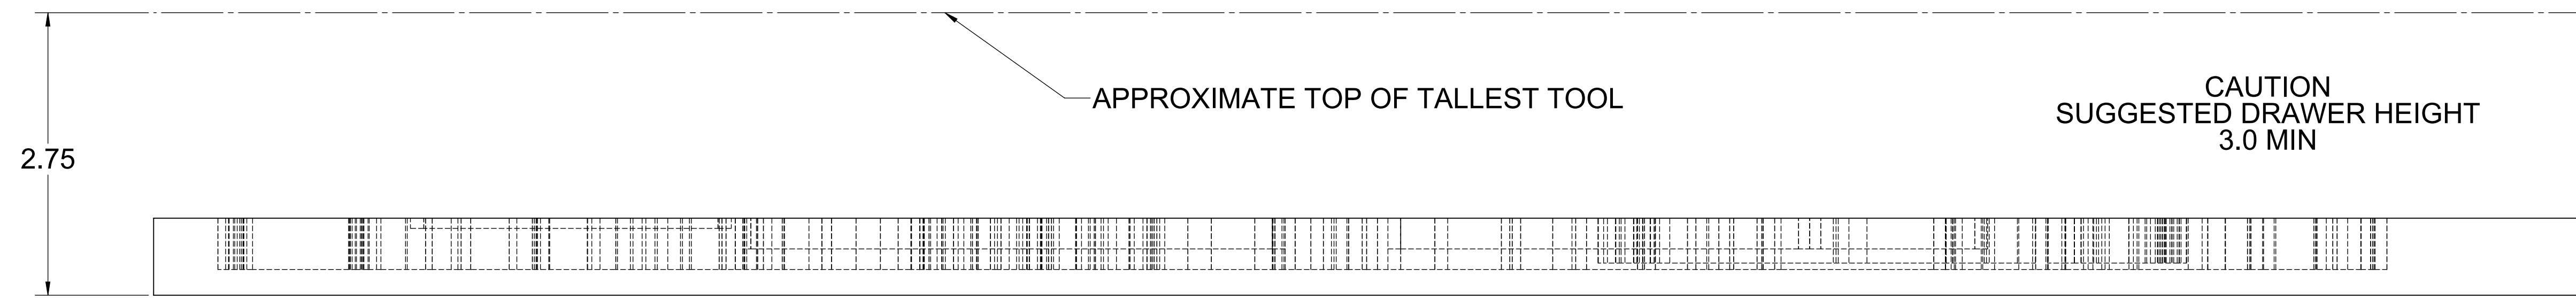 APPROXIMATE TOP OF TALLEST TOOL
CAUTION
SUGGESTED DRAWER HEIGHT
3.0 MIN
2.75